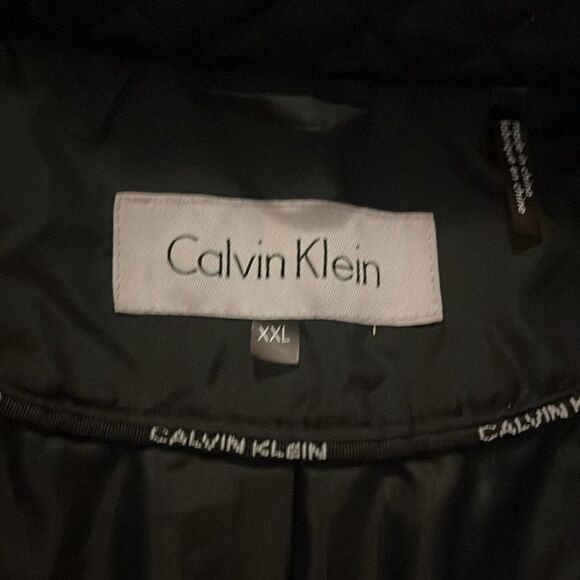 made in china
fabriqué en chine
Calvin Klein
XXL
CALVIN KLEIN
CALVIN K